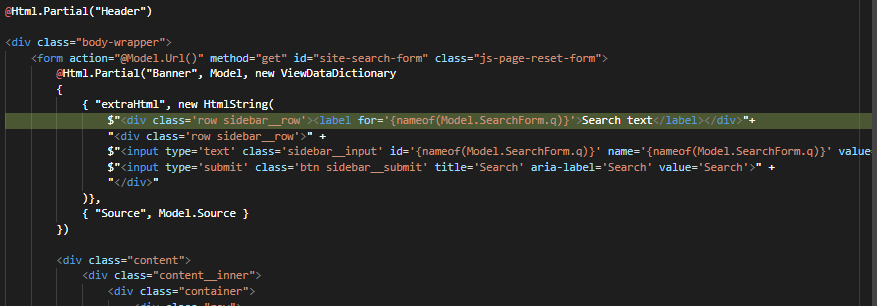 @Html.Partial("Header")
<div class="body-wrapper">
<form action="@Model.Url()" method="get" id="site-search-form" class="js-page-reset-form">
@Html.Partial("Banner", Model, new ViewDataDictionary
{
{ "extraHtml", new HtmlString(
$"<div class='row sidebar__row'><label for='{nameof(Model.SearchForm.q)}'>Search text</label></div>"+
"<div class='row sidebar__row'>" +
$"<input type='text' class='sidebar__input' id='{nameof(Model.SearchForm.q)}' name='{nameof(Model.SearchForm.q)}' value=
$"<input type='submit' class='btn sidebar__submit' title='Search' aria-label='Search' value='Search'>" +
"</div>"
)},
{ "Source", Model.Source }
})
<div class="content">
<div class="content__inner">
<div class="container">
<div class="row">